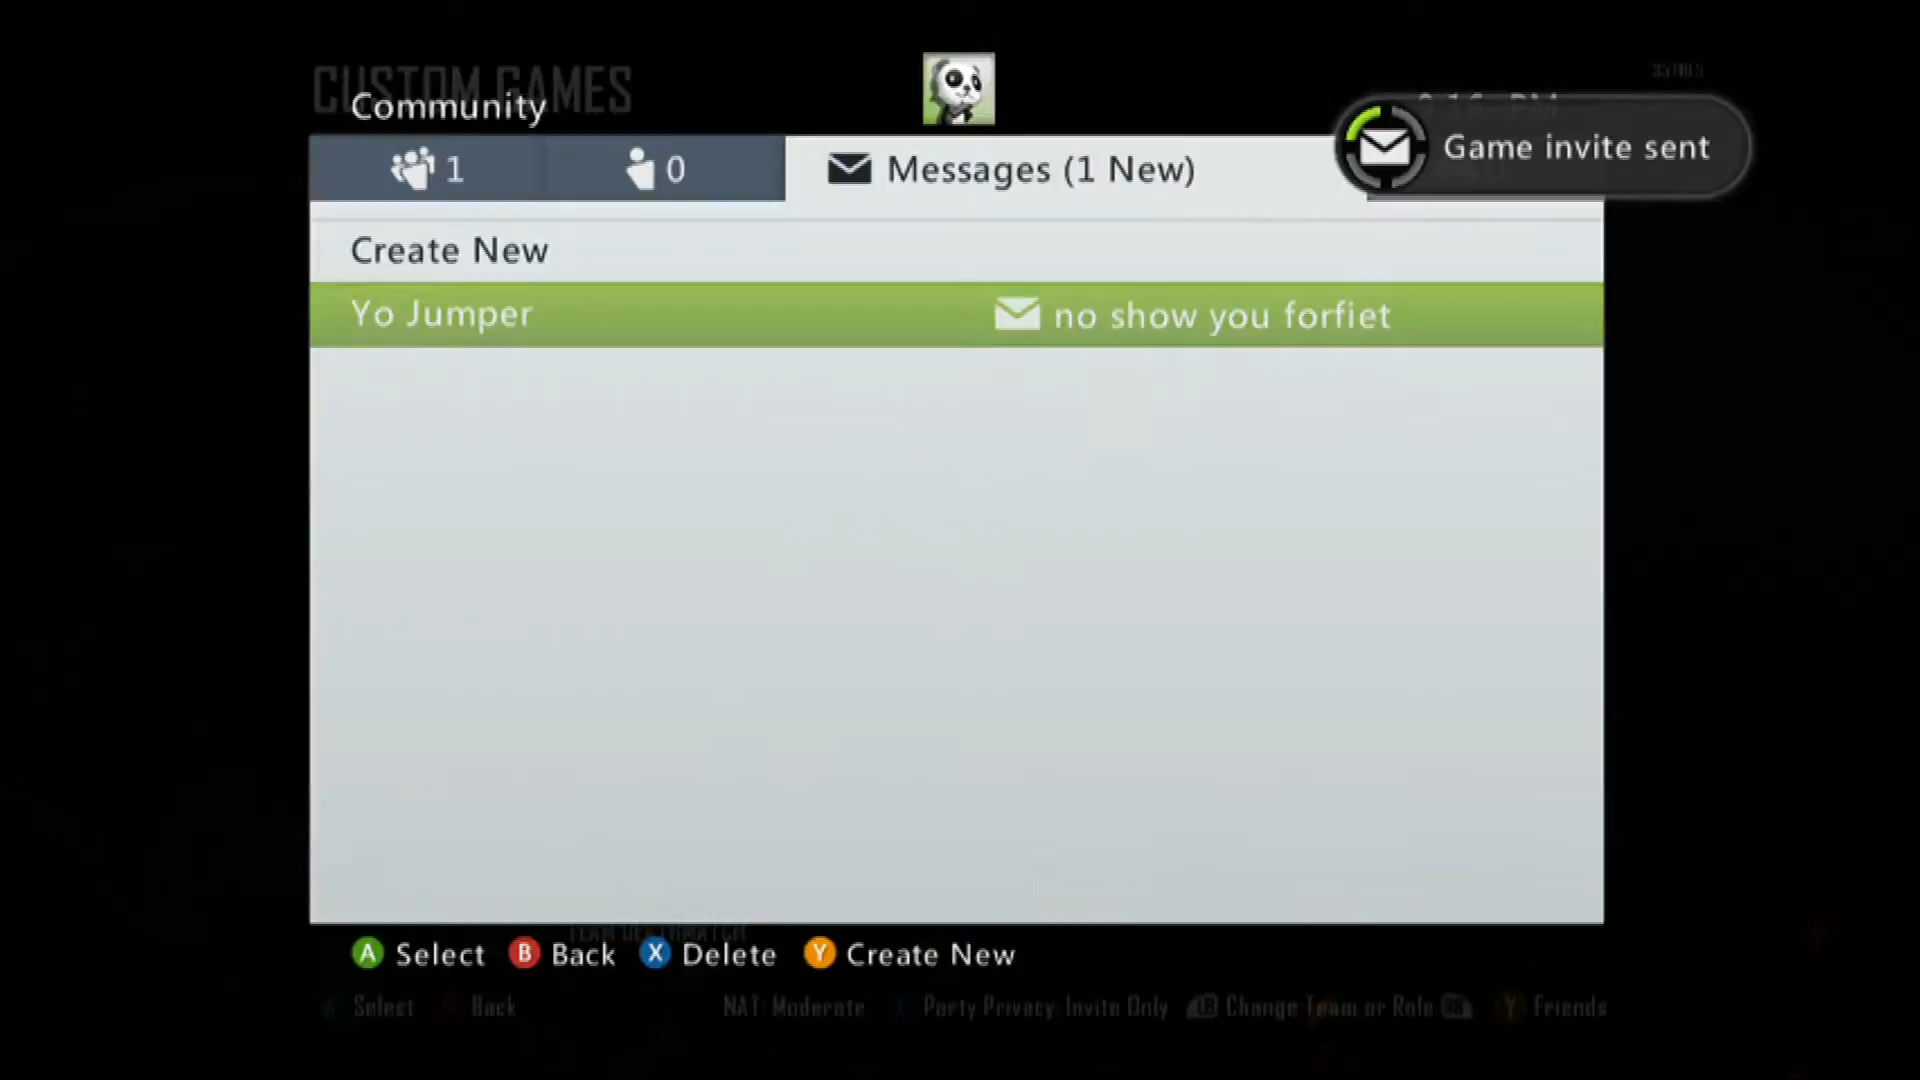 CUSTOM GAMES
Community
Game invite sent
1
0
Messages (1 New)
Create New
Yo Jumper
no show you forfiet
A Select B Back X Delete Y Create New
Select Back NAT: Moderate Party Privacy: Invite Only Change Team or Role Y Friends